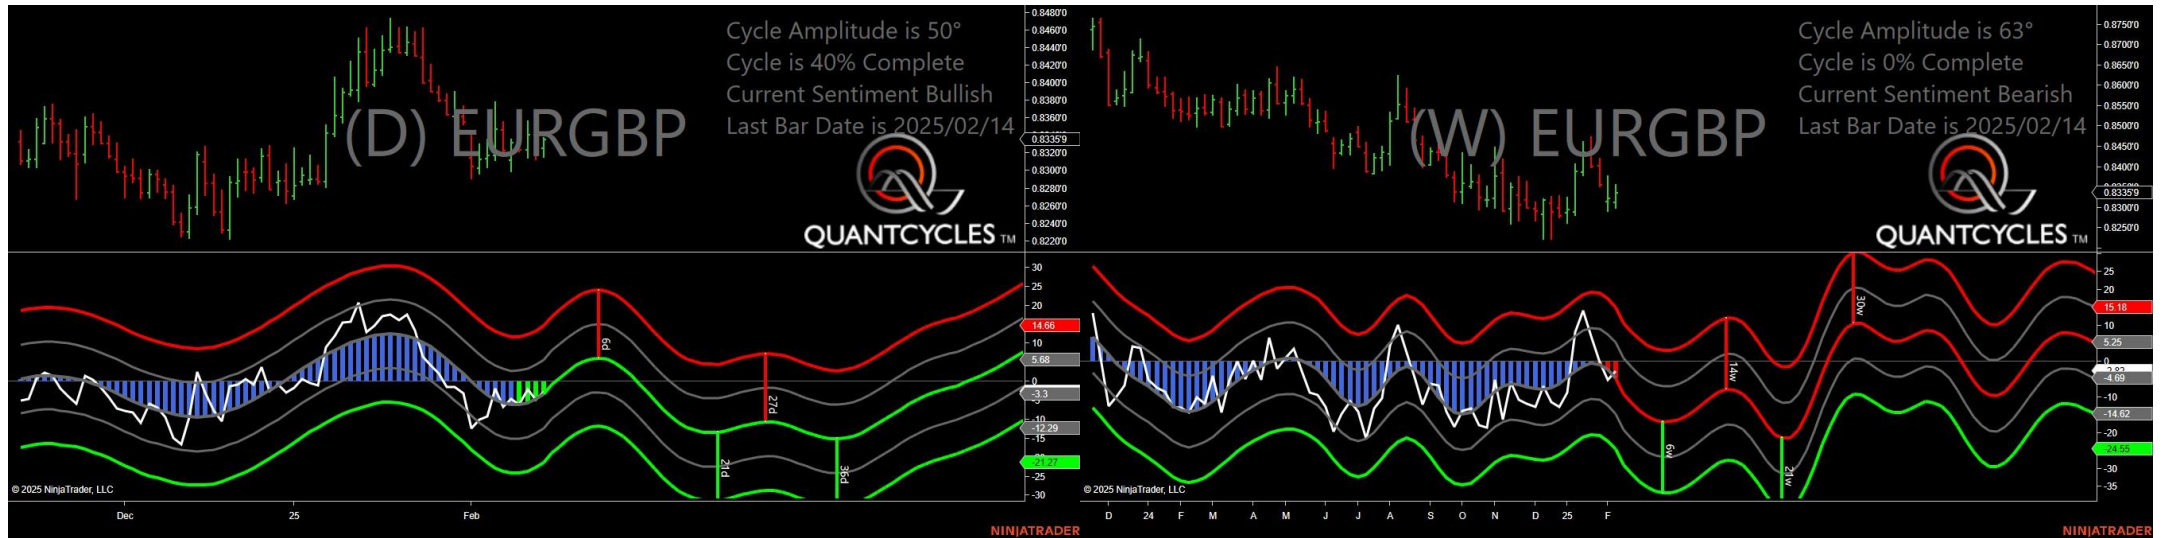 Cycle Amplitude is 50°
Cycle is 40% Complete
Current Sentiment Bullish
Last Bar Date is 2025/02/14
(D) EURGBP
QUANTCYCLES TM
0.8480'0
0.8460'0
0.8440'0
0.8420'0
0.8400'0
0.8380'0
0.8360'0
0.8335'9
0.8320'0
0.8300'0
0.8280'0
0.8260'0
0.8240'0
0.8220'0
30
25
20
14.66
10
5.68
0
-3.3
-10
-12.29
-15
-21.27
-25
-30
6d
21d
27d
36d
© 2025 NinjaTrader, LLC
Dec
25
Feb
NINJATRADER
Cycle Amplitude is 63°
Cycle is 0% Complete
Current Sentiment Bearish
Last Bar Date is 2025/02/14
(W) EURGBP
QUANTCYCLES TM
0.8750'0
0.8700'0
0.8650'0
0.8600'0
0.8550'0
0.8500'0
0.8450'0
0.8400'0
0.8335'9
0.8300'0
0.8250'0
25
20
15.18
10
5.25
0
-4.69
-10
-14.62
-20
-24.55
-30
-35
6w
14w
21w
30w
© 2025 NinjaTrader, LLC
D
24
F
M
A
M
J
J
A
S
O
N
D
25
F
NINJATRADER